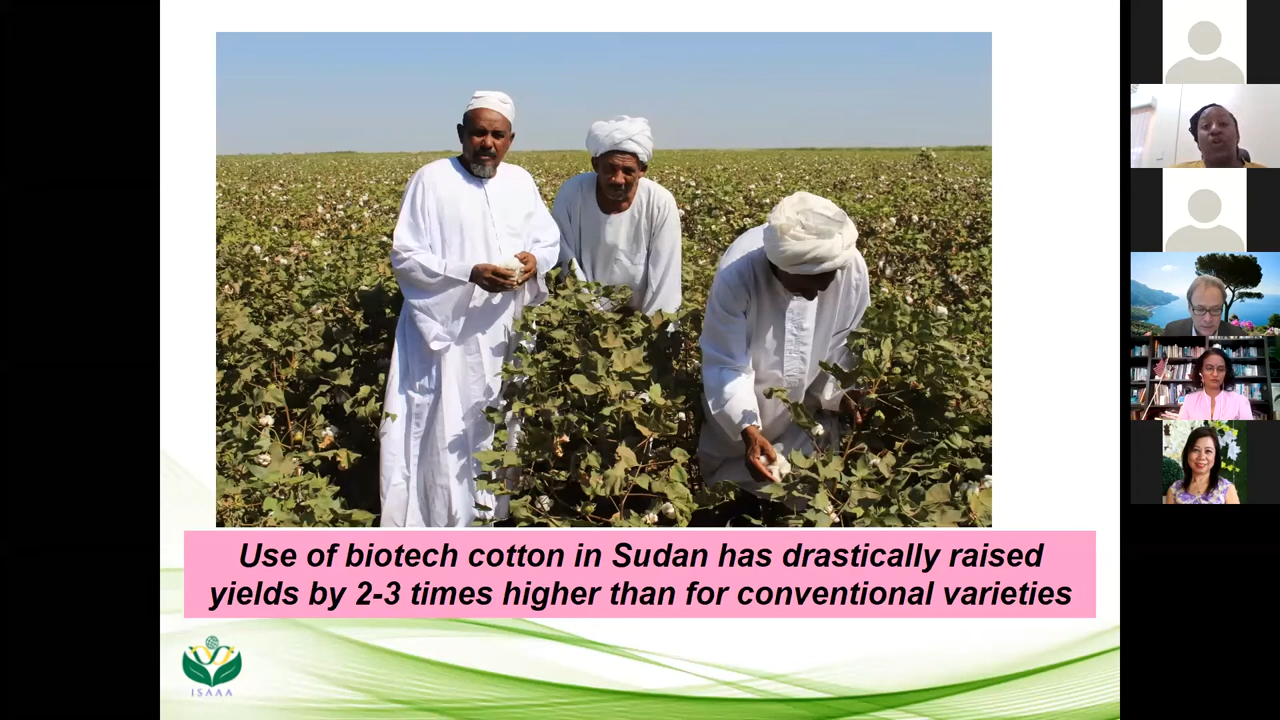 Use of biotech cotton in Sudan has drastically raised
yields by 2-3 times higher than for conventional varieties
ISAAA